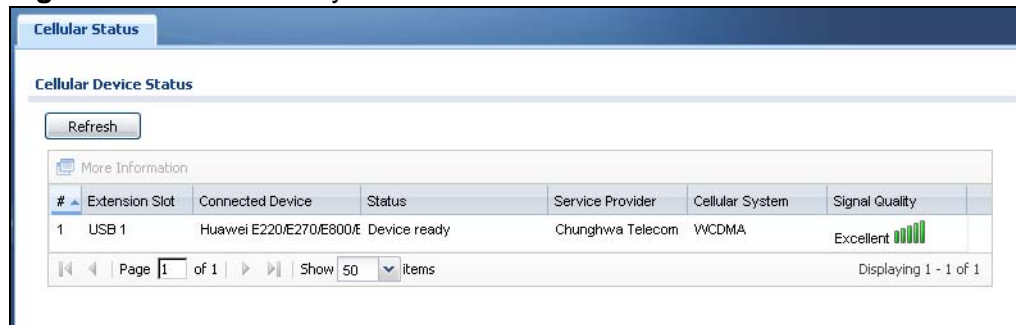 Cellular Status
Cellular Device Status
Refresh
More Information
# Extension Slot Connected Device Status Service Provider Cellular System Signal Quality
1 USB 1 Huawei E220/E270/E800/E Device ready Chunghwa Telecom WCDMA Excellent
Page 1 of 1 Show 50 items Displaying 1 - 1 of 1